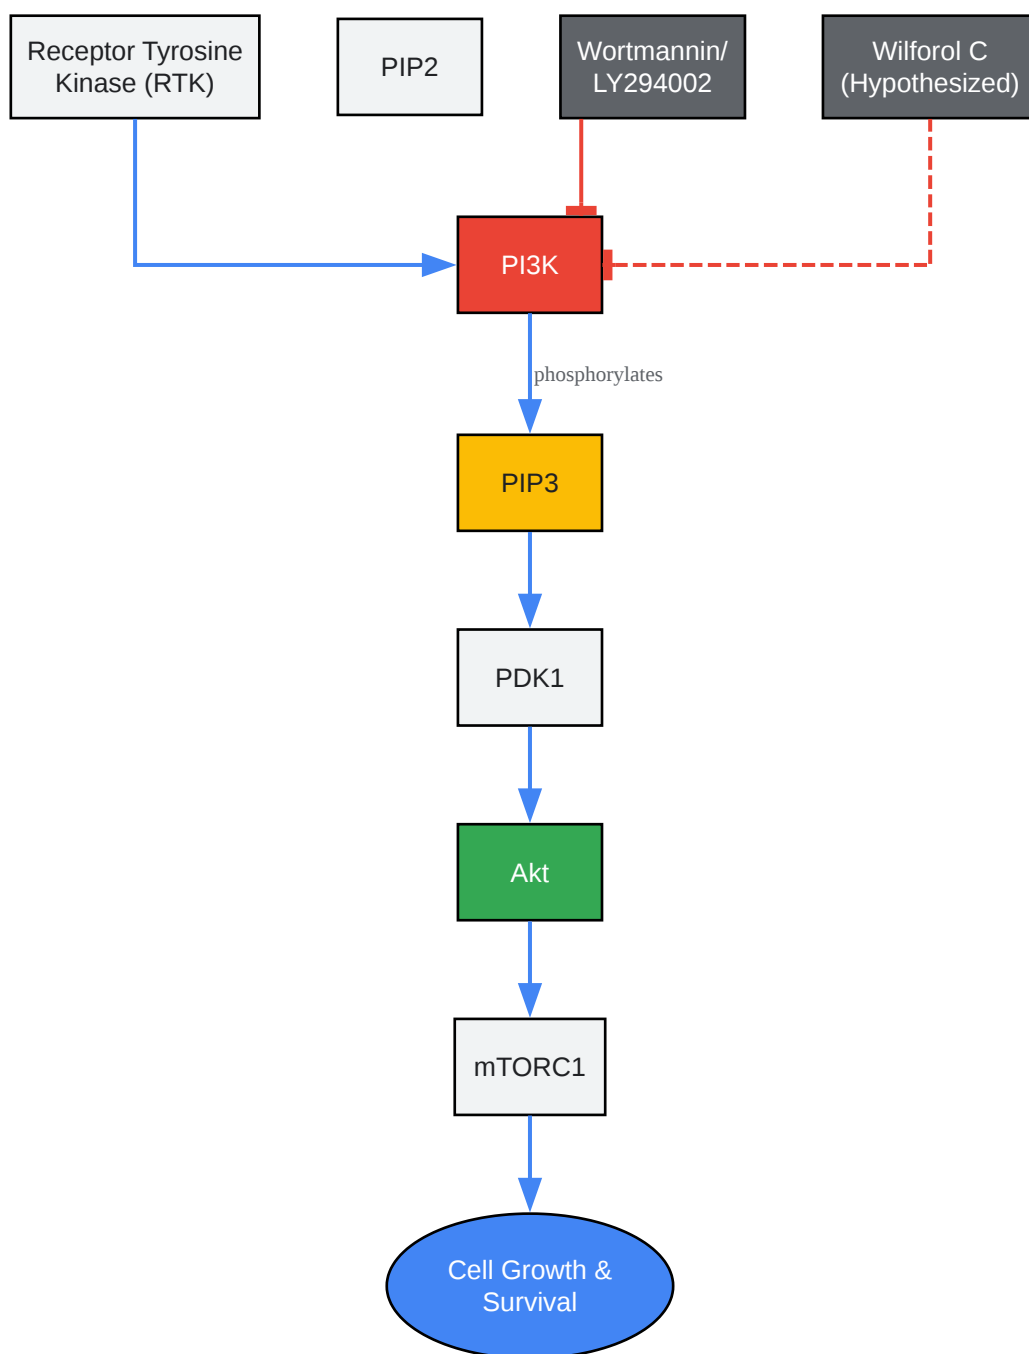 Receptor Tyrosine
Kinase (RTK)
PIP2
Wortmannin/
LY294002
Wilforol C
(Hypothesized)
PI3K
phosphorylates
PIP3
PDK1
Akt
mTORC1
Cell Growth &
Survival